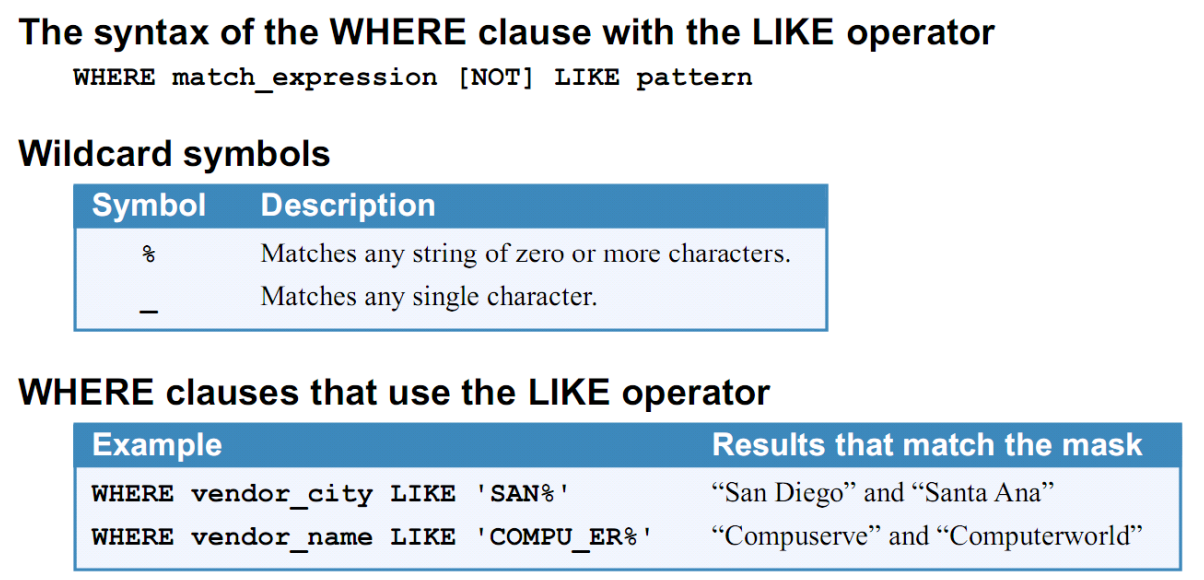 The syntax of the WHERE clause with the LIKE operator
WHERE match_expression [NOT] LIKE pattern
Wildcard symbols
Symbol Description
% Matches any string of zero or more characters.
_ Matches any single character.
WHERE clauses that use the LIKE operator
Example Results that match the mask
WHERE vendor_city LIKE 'SAN%' “San Diego” and “Santa Ana”
WHERE vendor_name LIKE 'COMPU_ER%' “Compuserve” and “Computerworld”